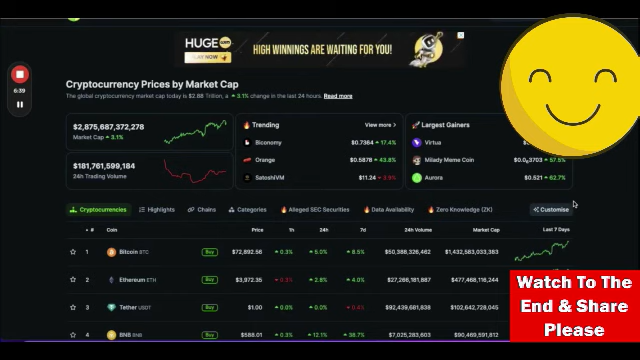 HUGE
PLAY NOW
HIGH WINNINGS ARE WAITING FOR YOU!
6:39
Cryptocurrency Prices by Market Cap
The global cryptocurrency market cap today is $2.88 Trillion, a 3.1% change in the last 24 hours. Read more
$2,875,687,372,278
Market Cap 3.1%
$181,761,599,184
24h Trading Volume
Trending View more >
Biconomy $0.7364 17.4%
Orange $0.5878 43.8%
SatoshiVM $11.24 2.9%
Largest Gainers
Virtua
Milady Meme Coin 57.5%
Aurora $0.521 62.7%
Cryptocurrencies Highlights Chains Categories Alleged SEC Securities Data Availability Zero Knowledge (ZK) Customise
# Coin Price 1h 24h 7d 24h Volume Market Cap Last 7 Days
1 Bitcoin BTC Buy $72,892.56 0.3% 5.0% 8.5% $50,388,326,462 $1,432,583,033,383
2 Ethereum ETH Buy $3,972.35 0.3% 2.8% 4.0% $27,266,181,887 $477,468,116,244
3 Tether USDT Buy $1.00 0.0% 0.0% $92,439,681,838 $102,642,728,045
4 BNB BNB Buy $588.01 0.3% 12.1% 38.7% $7,025,283,603 $90,469,591,812
Watch To The
End & Share
Please